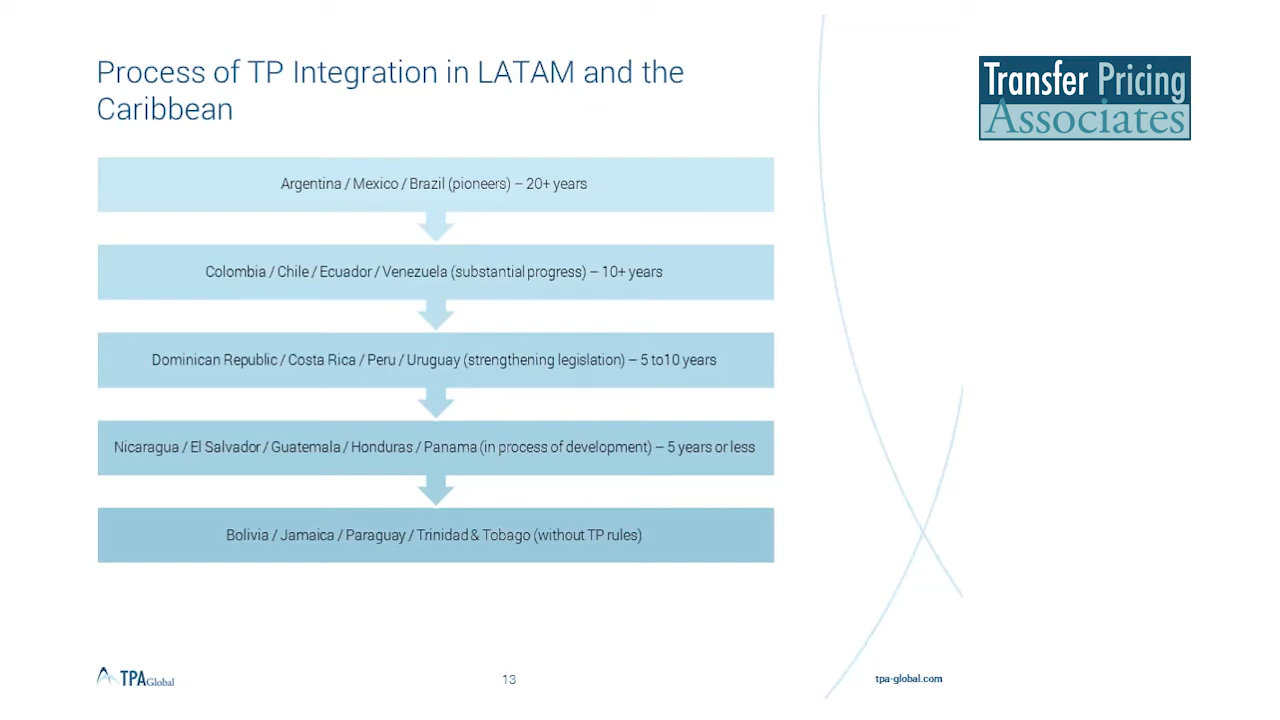 Process of TP Integration in LATAM and the
Caribbean
Transfer Pricing
Associates
Argentina / Mexico / Brazil (pioneers) – 20+ years
Colombia / Chile / Ecuador / Venezuela (substantial progress) – 10+ years
Dominican Republic / Costa Rica / Peru / Uruguay (strengthening legislation) – 5 to10 years
Nicaragua / El Salvador / Guatemala / Honduras / Panama (in process of development) – 5 years or less
Bolivia / Jamaica / Paraguay / Trinidad & Tobago (without TP rules)
TPA Global
13
tpa-global.com